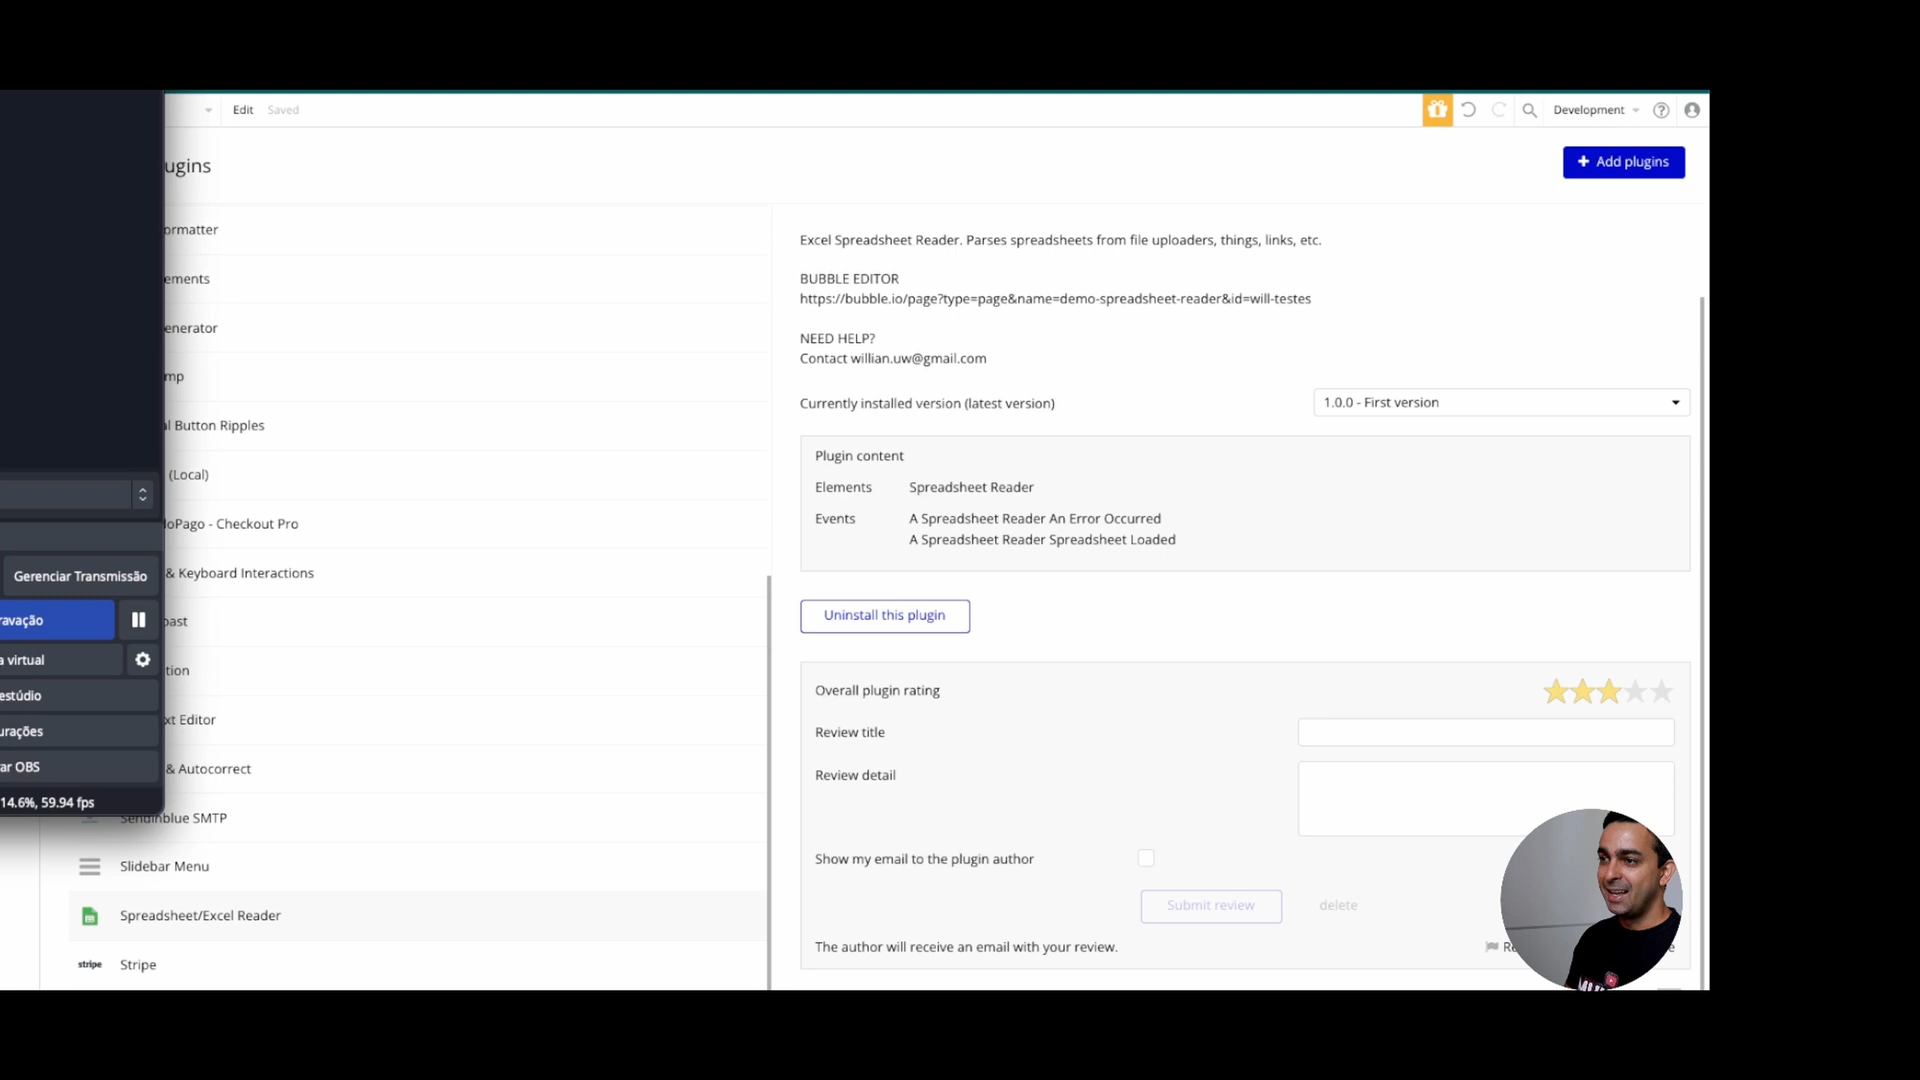 Edit Saved
Development
ugins
Add plugins
ormatter
ements
enerator
mp
l Button Ripples
(Local)
oPago - Checkout Pro
& Keyboard Interactions
oast
tion
xt Editor
& Autocorrect
Sendinblue SMTP
Slidebar Menu
Spreadsheet/Excel Reader
stripe Stripe
Gerenciar Transmissão
ravação
a virtual
estúdio
urações
ar OBS
14.6%, 59.94 fps
Excel Spreadsheet Reader. Parses spreadsheets from file uploaders, things, links, etc.
BUBBLE EDITOR
https://bubble.io/page?type=page&name=demo-spreadsheet-reader&id=will-testes
NEED HELP?
Contact willian.uw@gmail.com
Currently installed version (latest version)
1.0.0 - First version
Plugin content
Elements Spreadsheet Reader
Events A Spreadsheet Reader An Error Occurred
A Spreadsheet Reader Spreadsheet Loaded
Uninstall this plugin
Overall plugin rating
Review title
Review detail
Show my email to the plugin author
Submit review delete
The author will receive an email with your review.